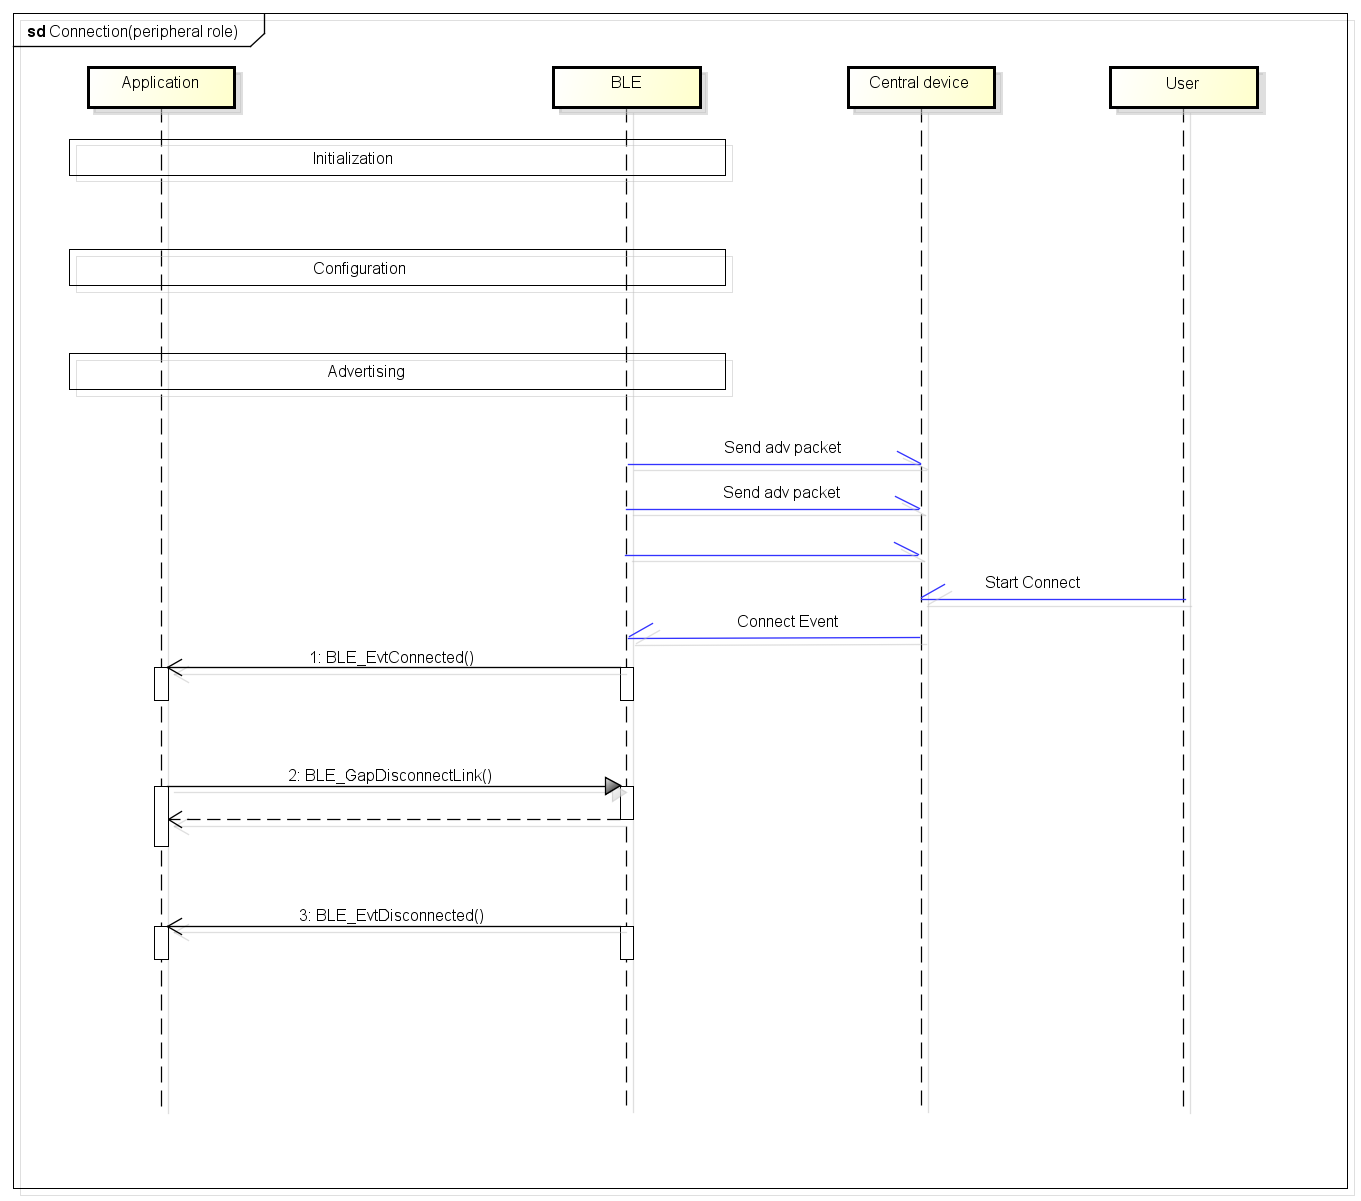 sd Connection(peripheral role)
Application
BLE
Central device
User
Initialization
Configuration
Advertising
Send adv packet
Send adv packet
Start Connect
Connect Event
1: BLE_EvtConnected()
2: BLE_GapDisconnectLink()
3: BLE_EvtDisconnected()